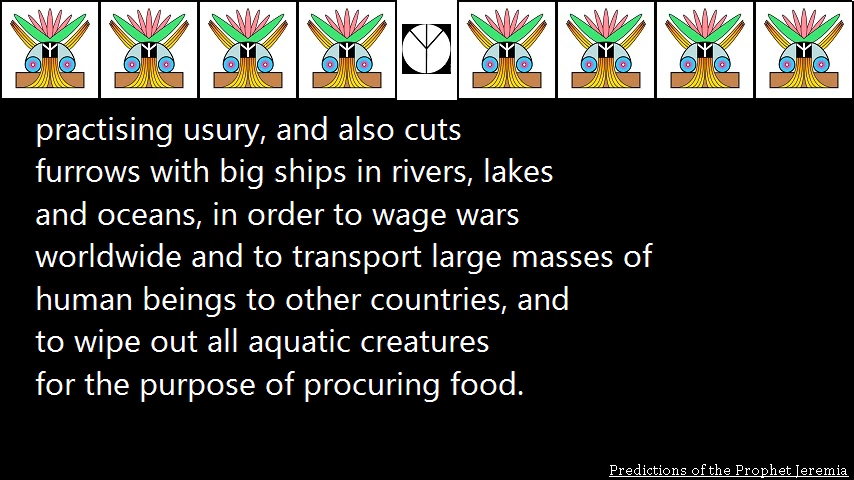 practising usury, and also cuts
furrows with big ships in rivers, lakes
and oceans, in order to wage wars
worldwide and to transport large masses of
human beings to other countries, and
to wipe out all aquatic creatures
for the purpose of procuring food.
Predictions of the Prophet Jeremia